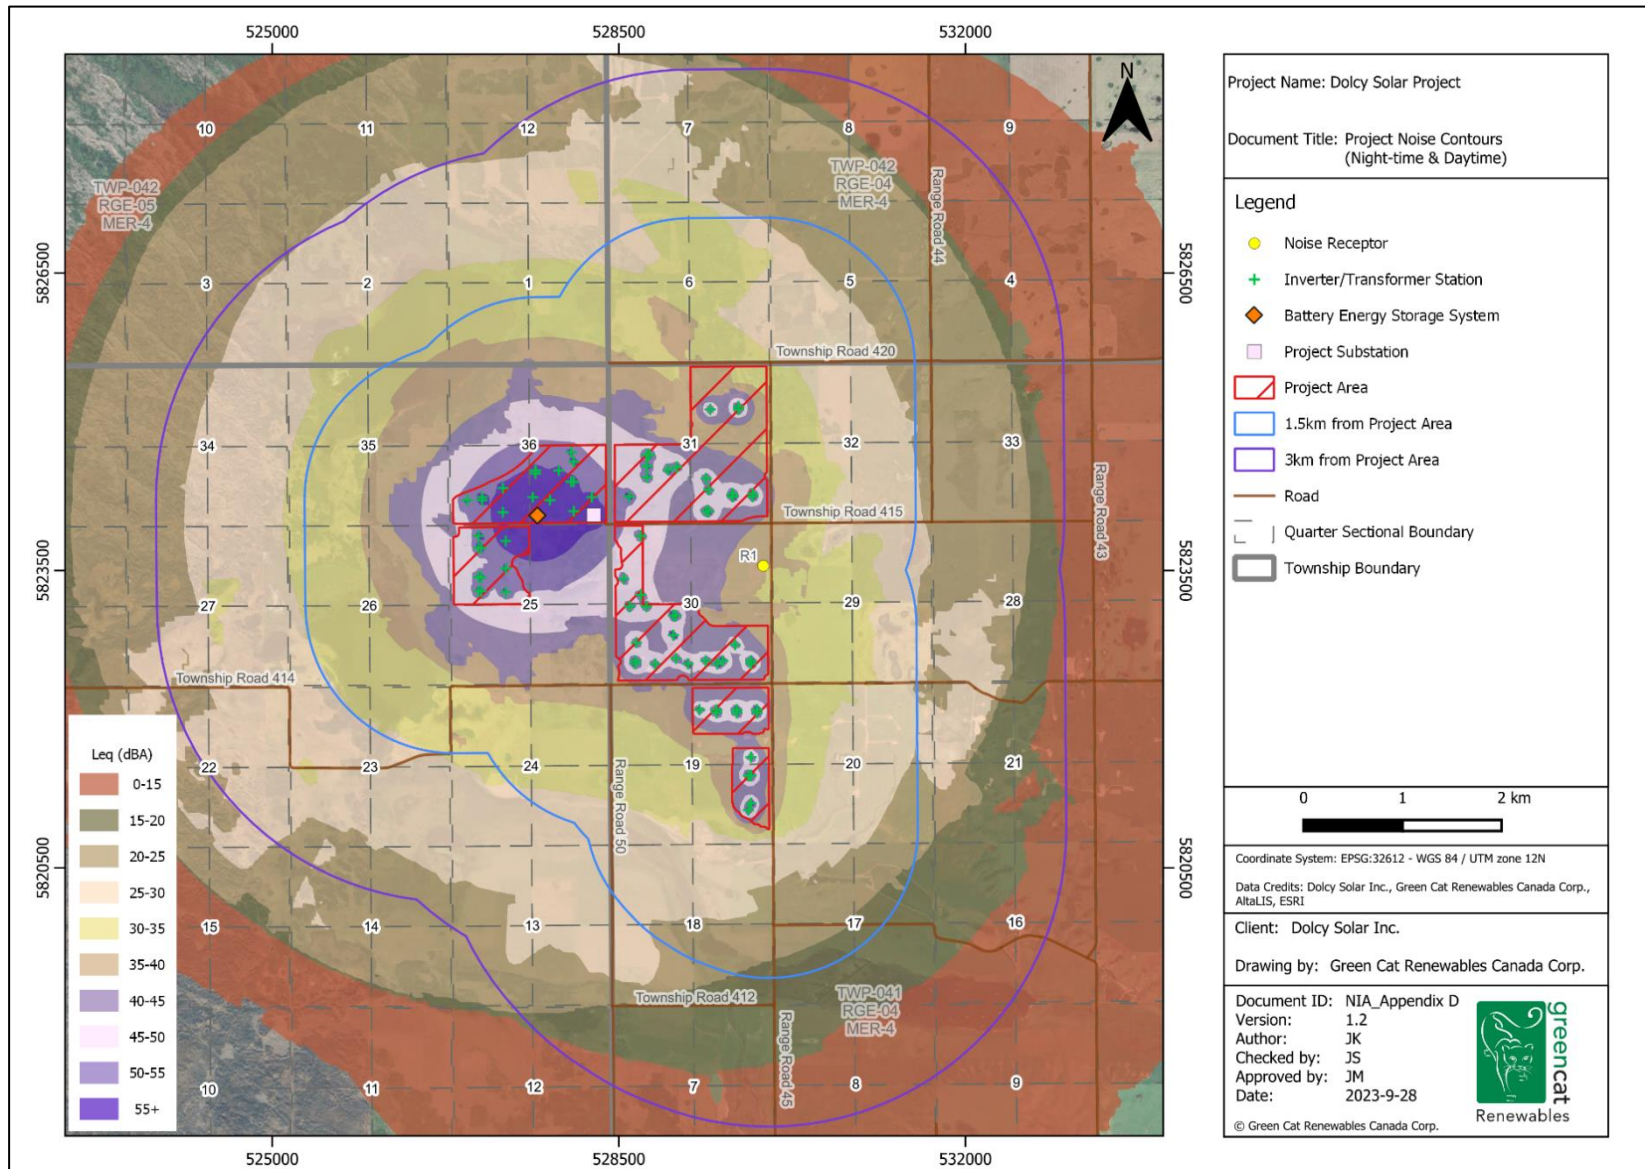 525000
528500
532000
N
10
11
12
7
8
9
TWP-042
RGE-05
MER-4
TWP-042
RGE-04
MER-4
Range Road 44
5826500
5826500
3
2
1
6
5
4
Township Road 420
34
35
36
31
32
33
Range Road 43
Township Road 415
R1
5823500
5823500
27
26
25
30
29
28
Township Road 414
22
23
24
19
20
21
Range Road 50
5820500
5820500
15
14
13
18
17
16
Township Road 412
TWP-041
RGE-04
MER-4
Range Road 45
10
11
12
7
8
9
525000
528500
532000
Leq (dBA)
0-15
15-20
20-25
25-30
30-35
35-40
40-45
45-50
50-55
55+
Project Name: Dolcy Solar Project
Document Title: Project Noise Contours
(Night-time & Daytime)
Legend
Noise Receptor
Inverter/Transformer Station
Battery Energy Storage System
Project Substation
Project Area
1.5km from Project Area
3km from Project Area
Road
Quarter Sectional Boundary
Township Boundary
0 1 2 km
Coordinate System: EPSG:32612 - WGS 84 / UTM zone 12N
Data Credits: Dolcy Solar Inc., Green Cat Renewables Canada Corp.,
AltaLIS, ESRI
Client: Dolcy Solar Inc.
Drawing by: Green Cat Renewables Canada Corp.
Document ID: NIA_Appendix D
Version: 1.2
Author: JK
Checked by: JS
Approved by: JM
Date: 2023-9-28
© Green Cat Renewables Canada Corp.
greencat
Renewables